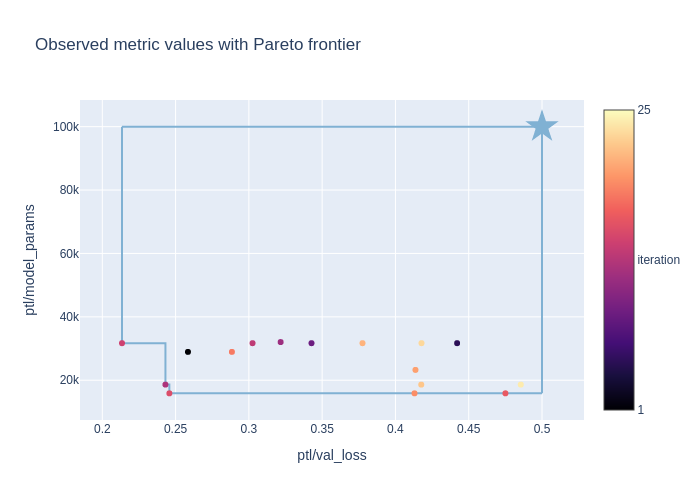 Observed metric values with Pareto frontier
100k
80k
60k
40k
20k
ptl/model_params
0.2
0.25
0.3
0.35
0.4
0.45
0.5
ptl/val_loss
25
iteration
1